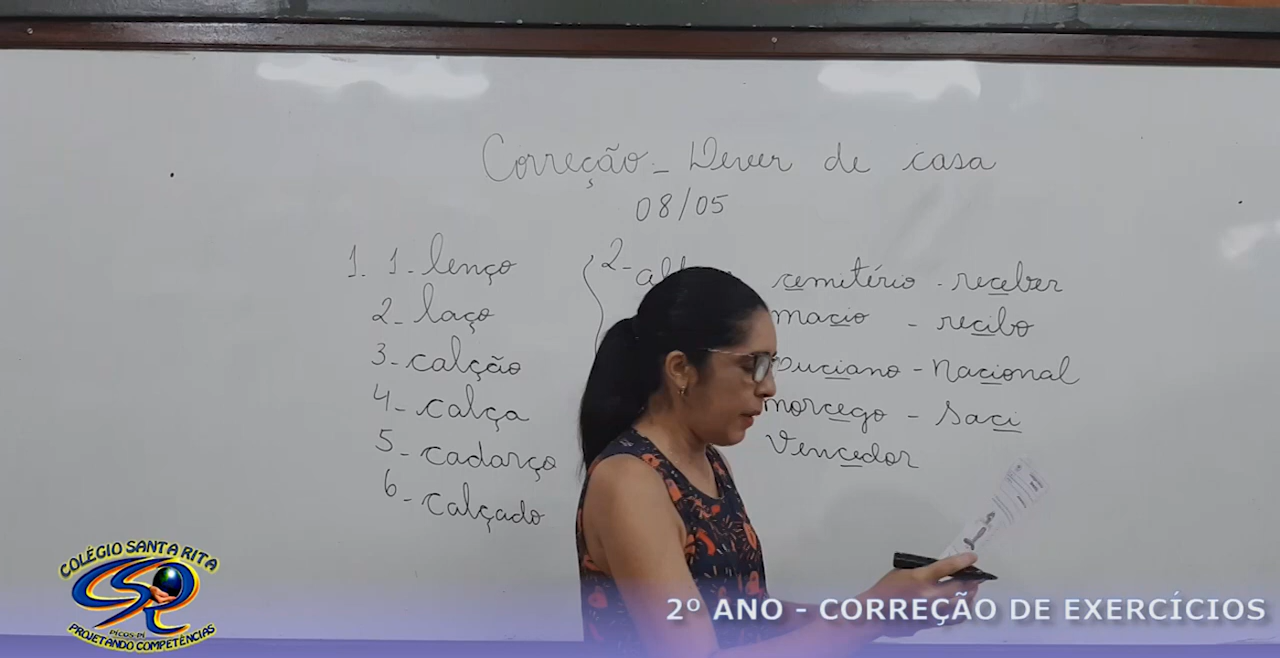 Correção - Dever de casa
08/05
1. 1- lenço
2- laço
3- calção
4- calça
5- cadarço
6- calçado
2- cemitério - receber
macio - recibo
Nacional
morcego - Saci
Vencedor
COLÉGIO SANTA RITA
PICOS-PI
PROJETANDO COMPETÊNCIAS
2º ANO - CORREÇÃO DE EXERCÍCIOS